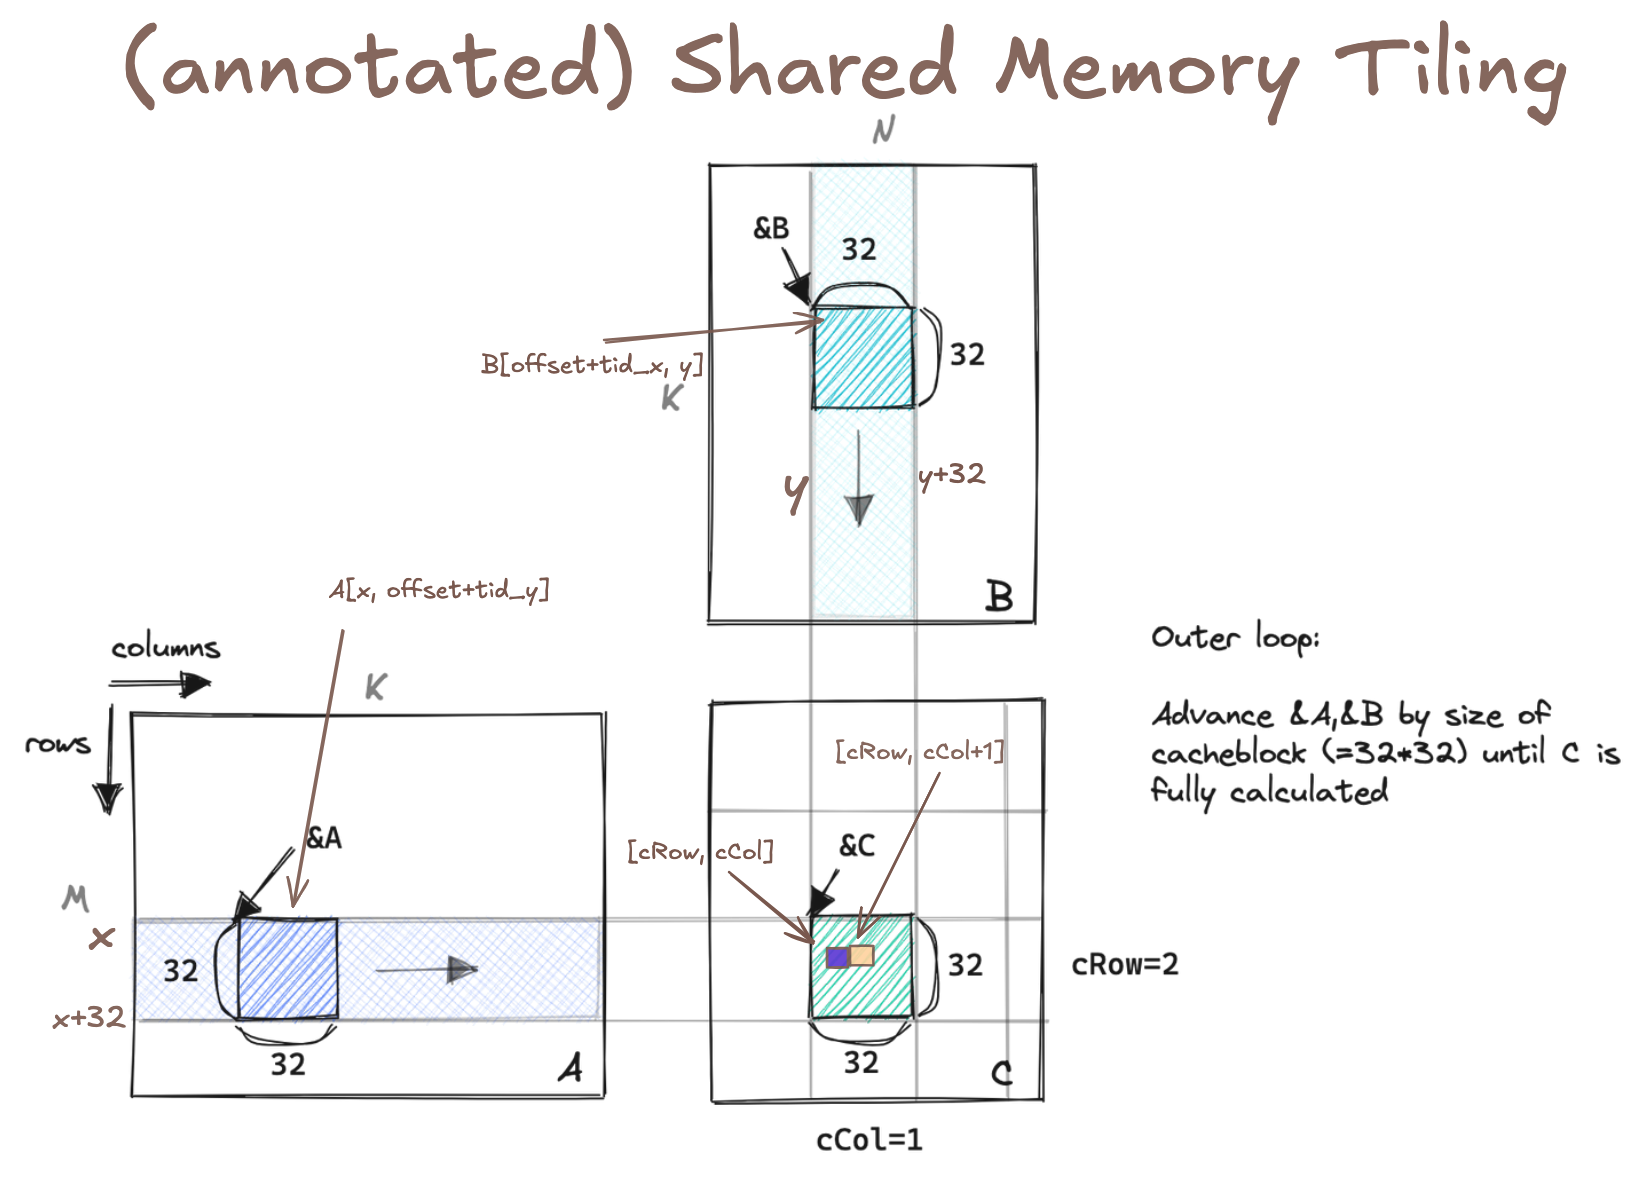 (annotated) Shared Memory Tiling
N
&B
32
32
B[offset+tid_x, y]
K
y
y+32
B
A[x, offset+tid_y]
columns
rows
K
&A
M
x
32
x+32
32
A
[cRow, cCol+1]
[cRow, cCol]
&C
32
32
C
cRow=2
cCol=1
Outer loop:
Advance &A,&B by size of
cacheblock (=32*32) until C is
fully calculated